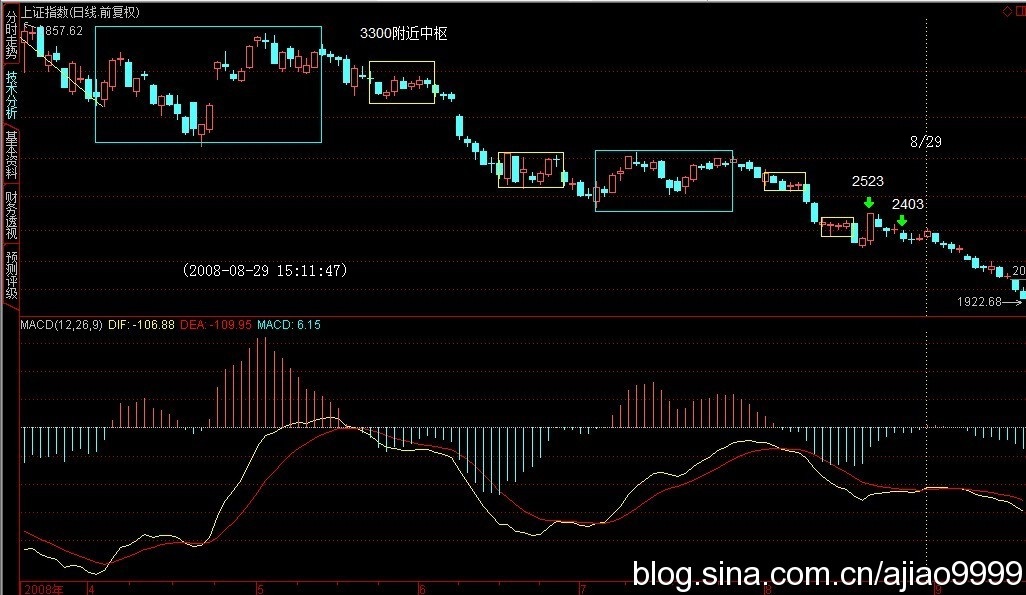 上证指数(日线.前复权)
分时走势
技术分析
基本资料
财务透视
预测评级
3857.62
3300附近中枢
8/29
2523
2403
(2008-08-29 15:11:47)
20
1922.68
MACD(12,26,9) DIF: -106.88 DEA: -109.95 MACD: 6.15
2008年 4 5 6 7 8 9
blog.sina.com.cn/ajiao9999